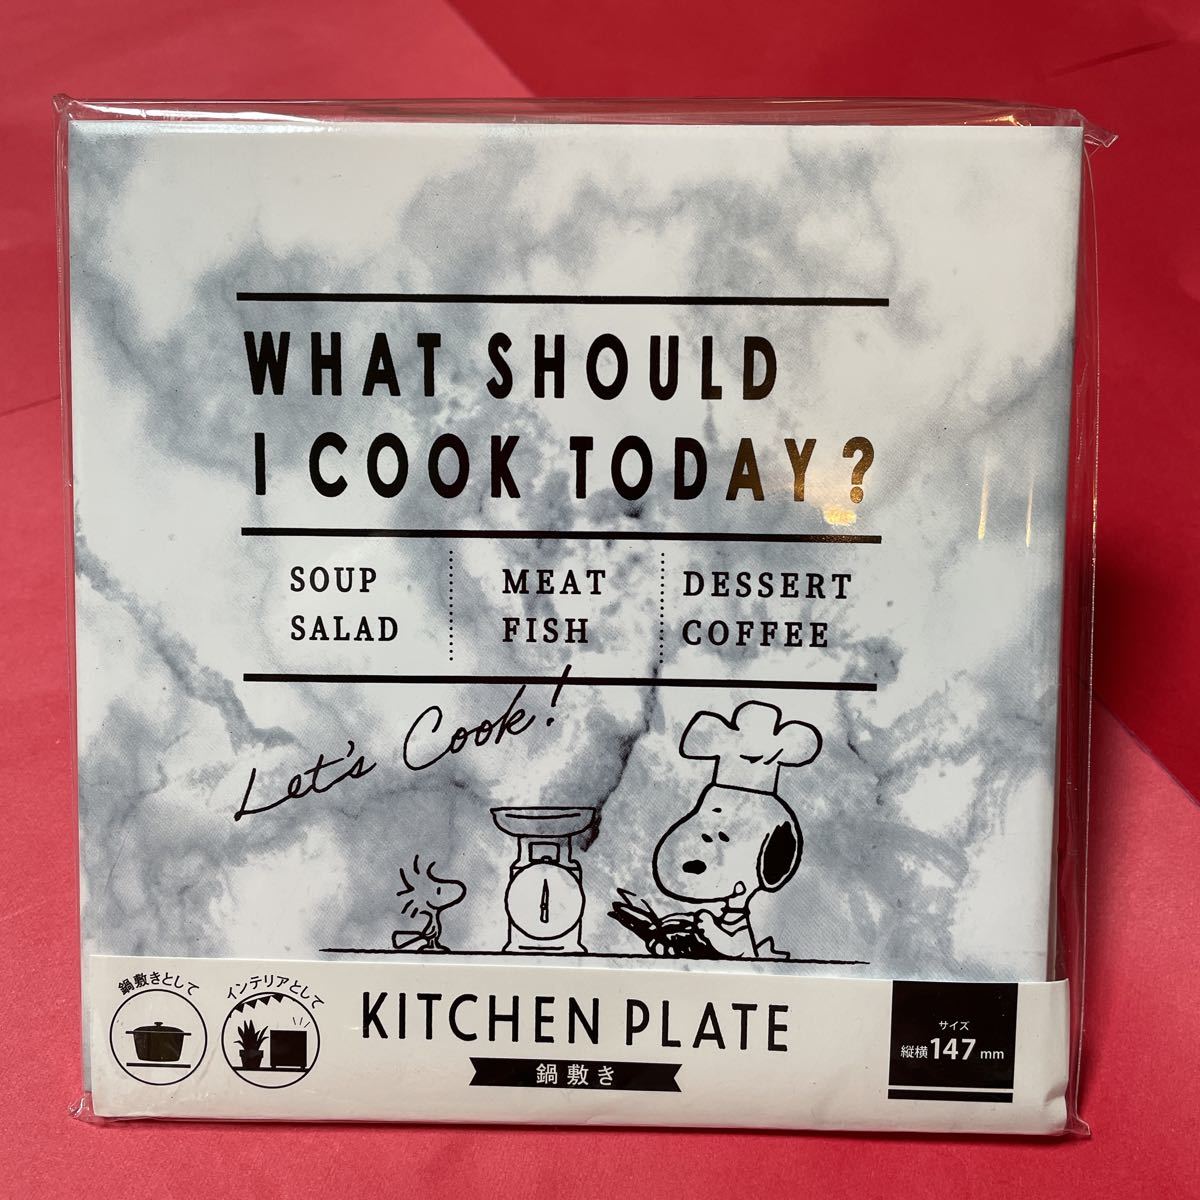 WHAT SHOULD
I COOK TODAY?
SOUP
SALAD
MEAT
FISH
DESSERT
COFFEE
Let's Cook!
鍋敷きとして
インテリアとして
KITCHEN PLATE
鍋敷き
サイズ
縦横147mm